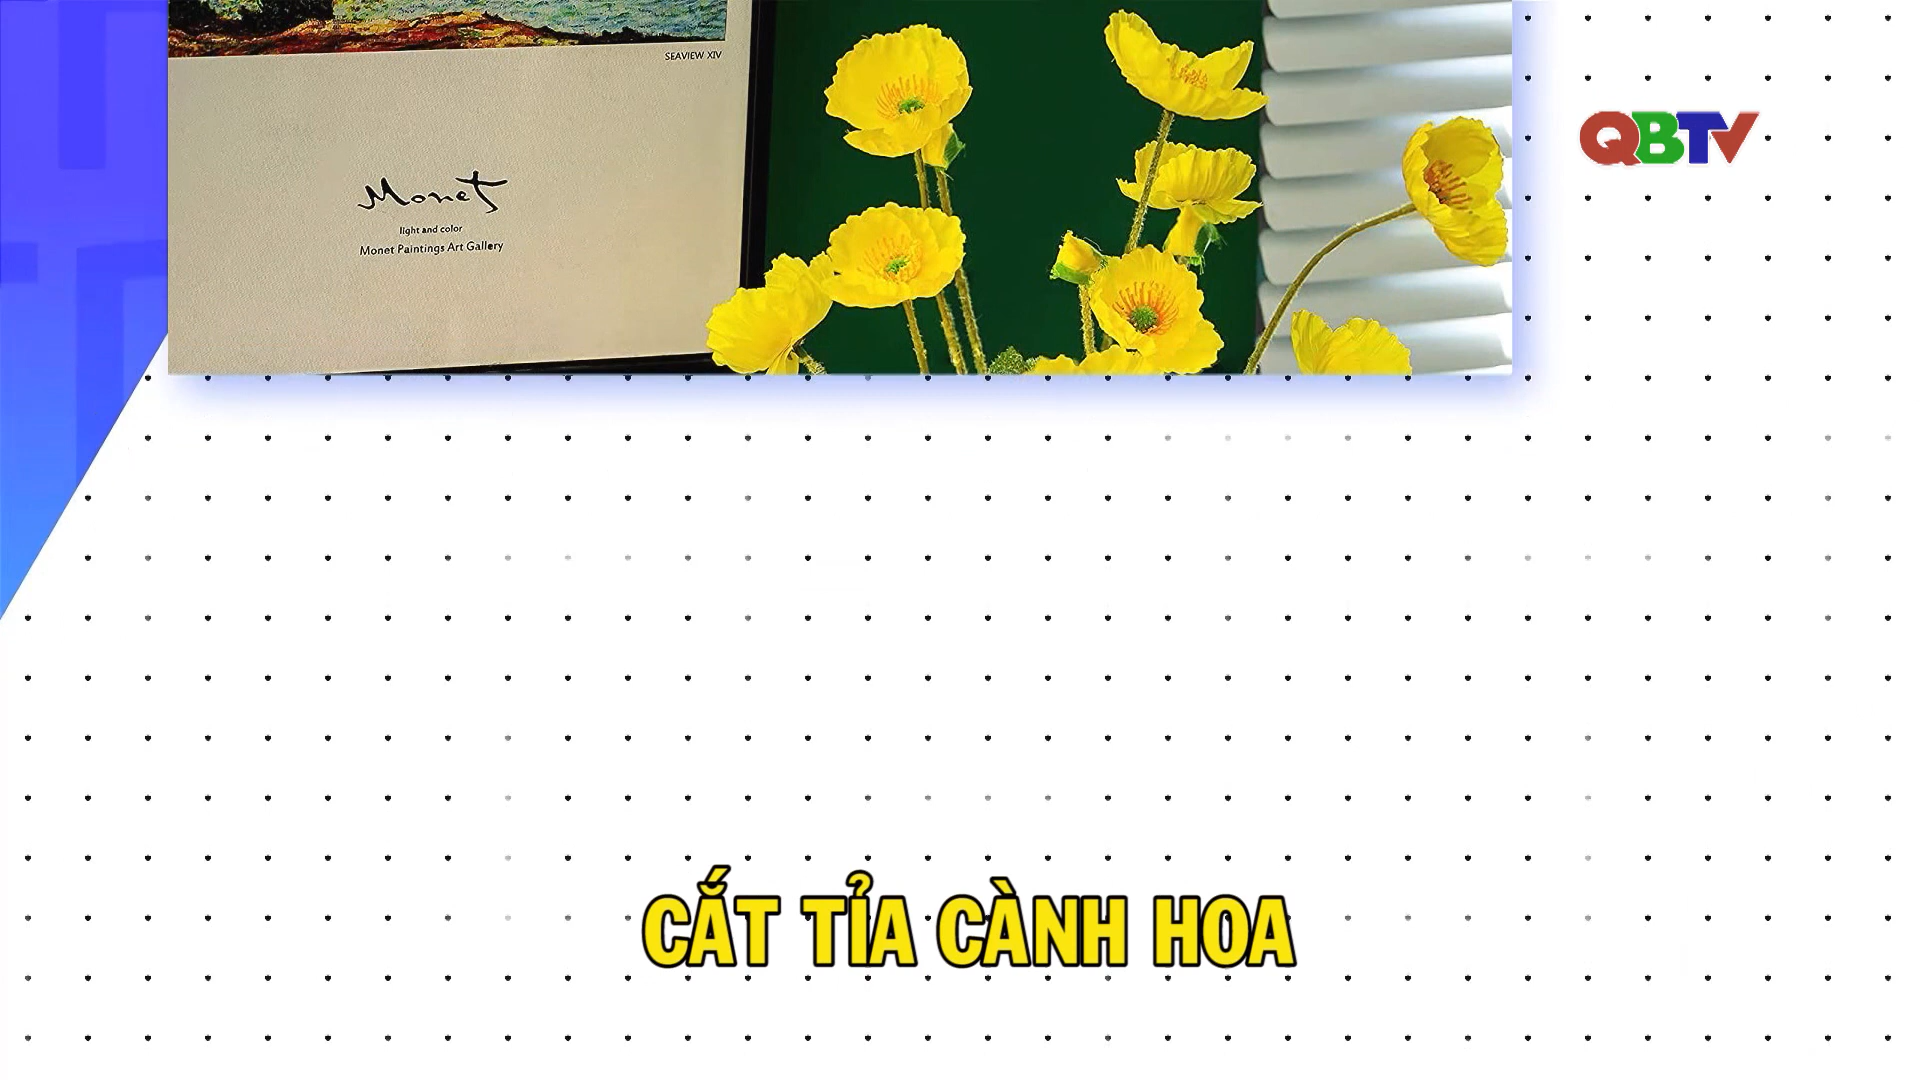 SEAVIEW XIV
QBTV
Monet
light and color
Monet Paintings Art Gallery
CẮT TỈA CÀNH HOA